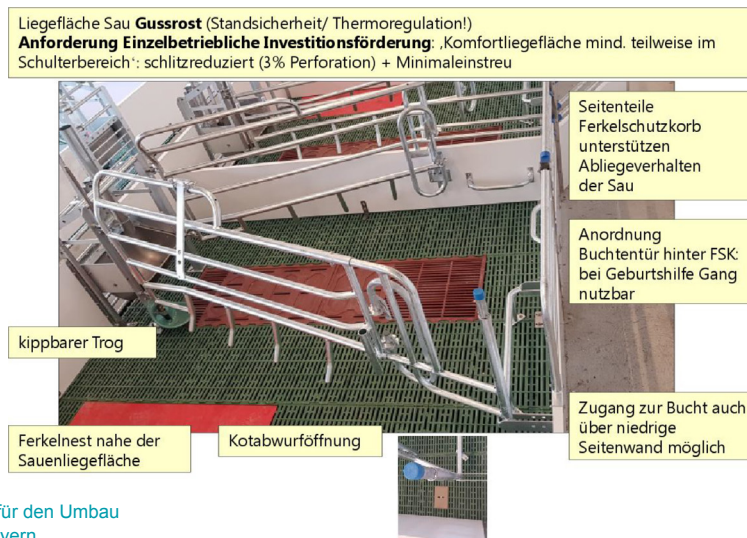 Liegefläche Sau Gussrost (Standsicherheit/ Thermoregulation!)
Anforderung Einzelbetriebliche Investitionsförderung: ‚Komfortliegefläche mind. teilweise im
Schulterbereich‘: schlitzreduziert (3% Perforation) + Minimaleinstreu
Seitenteile
Ferkelschutzkorb
unterstützen
Abliegeverhalten
der Sau
Anordnung
Buchtentür hinter FSK:
bei Geburtshilfe Gang
nutzbar
kippbarer Trog
Zugang zur Bucht auch
über niedrige
Seitenwand möglich
Ferkelnest nahe der
Sauenliegefläche
Kotabwurföffnung
für den Umbau